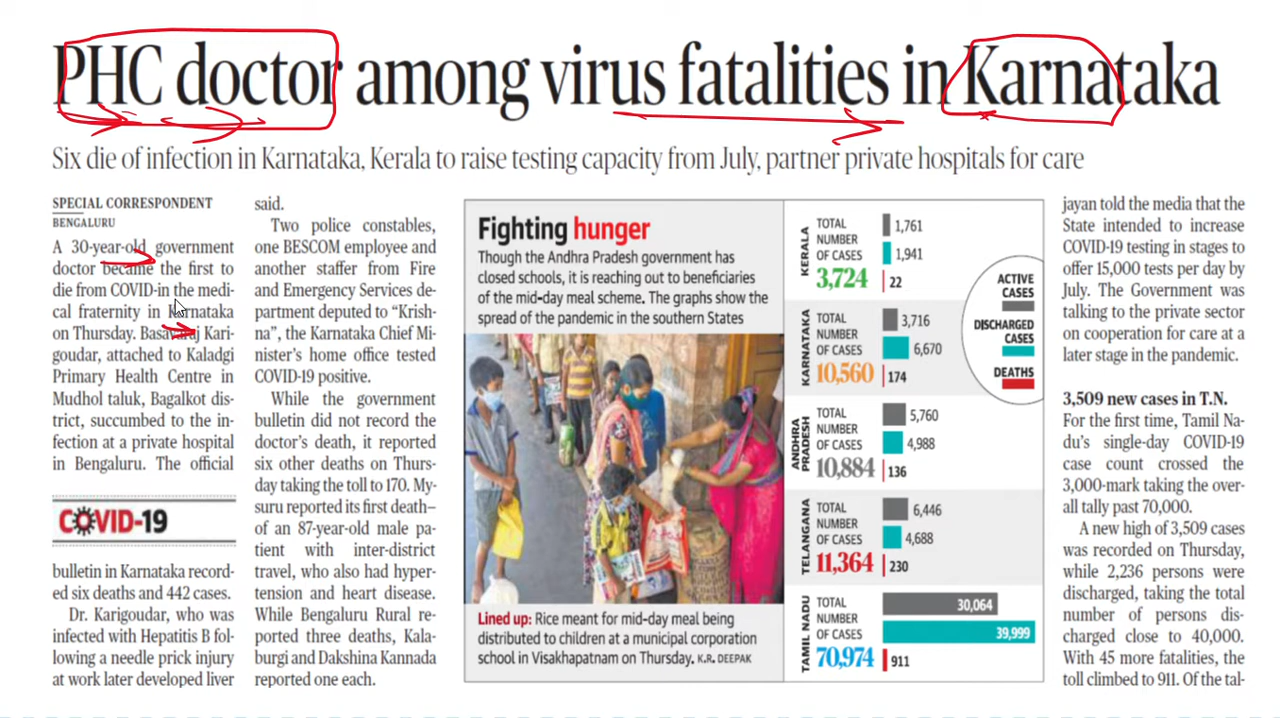 PHC doctor among virus fatalities in Karnataka
Six die of infection in Karnataka, Kerala to raise testing capacity from July, partner private hospitals for care
SPECIAL CORRESPONDENT
BENGALURU
A 30-year-old government
doctor became the first to
die from COVID-in the medi-
cal fraternity in Karnataka
on Thursday. Basavaraj Kari-
goudar, attached to Kaladgi
Primary Health Centre in
Mudhol taluk, Bagalkot dis-
trict, succumbed to the in-
fection at a private hospital
in Bengaluru. The official
COVID-19
bulletin in Karnataka record-
ed six deaths and 442 cases.
Dr. Karigoudar, who was
infected with Hepatitis B fol-
lowing a needle prick injury
at work later developed liver
said.
Two police constables,
one BESCOM employee and
another staffer from Fire
and Emergency Services de-
partment deputed to “Krish-
na”, the Karnataka Chief Mi-
nister’s home office tested
COVID-19 positive.
While the government
bulletin did not record the
doctor’s death, it reported
six other deaths on Thurs-
day taking the toll to 170. My-
suru reported its first death–
of an 87-year-old male pa-
tient with inter-district
travel, who also had hyper-
tension and heart disease.
While Bengaluru Rural re-
ported three deaths, Kala-
burgi and Dakshina Kannada
reported one each.
Fighting hunger
Though the Andhra Pradesh government has
closed schools, it is reaching out to beneficiaries
of the mid-day meal scheme. The graphs show the
spread of the pandemic in the southern States
Lined up: Rice meant for mid-day meal being
distributed to children at a municipal corporation
school in Visakhapatnam on Thursday. K.R. DEEPAK
KERALA
TOTAL
NUMBER
OF CASES
3,724
1,761
1,941
22
KARNATAKA
TOTAL
NUMBER
OF CASES
10,560
3,716
6,670
174
ANDHRA
PRADESH
TOTAL
NUMBER
OF CASES
10,884
5,760
4,988
136
TELANGANA
TOTAL
NUMBER
OF CASES
11,364
6,446
4,688
230
TAMIL NADU
TOTAL
NUMBER
OF CASES
70,974
30,064
39,999
911
ACTIVE
CASES
DISCHARGED
CASES
DEATHS
jayan told the media that the
State intended to increase
COVID-19 testing in stages to
offer 15,000 tests per day by
July. The Government was
talking to the private sector
on cooperation for care at a
later stage in the pandemic.
3,509 new cases in T.N.
For the first time, Tamil Na-
du’s single-day COVID-19
case count crossed the
3,000-mark taking the over-
all tally past 70,000.
A new high of 3,509 cases
was recorded on Thursday,
while 2,236 persons were
discharged, taking the total
number of persons dis-
charged close to 40,000.
With 45 more fatalities, the
toll climbed to 911. Of the tal-